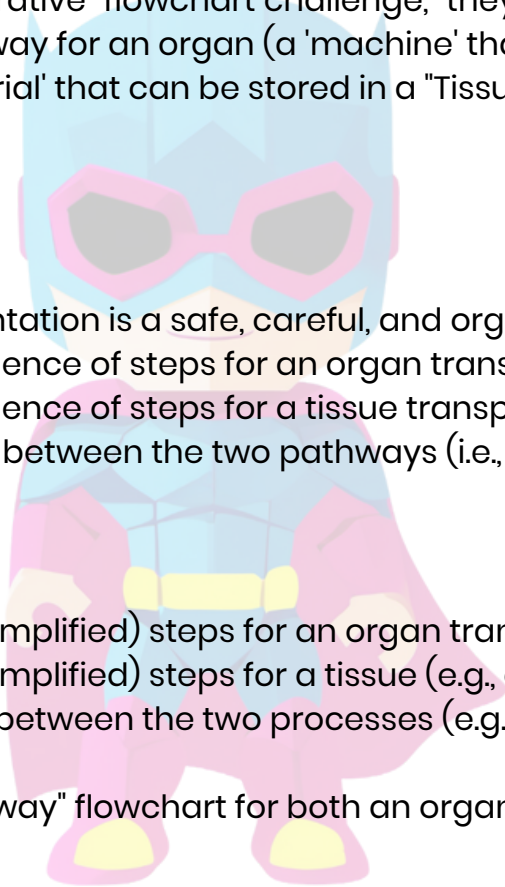 rative "flowchart challenge," they
way for an organ (a 'machine' tha
rial' that can be stored in a "Tissu
ntation is a safe, careful, and org
ence of steps for an organ trans
ence of steps for a tissue transp
between the two pathways (i.e.,
mplified) steps for an organ tran
mplified) steps for a tissue (e.g.,
between the two processes (e.g.
way" flowchart for both an organ